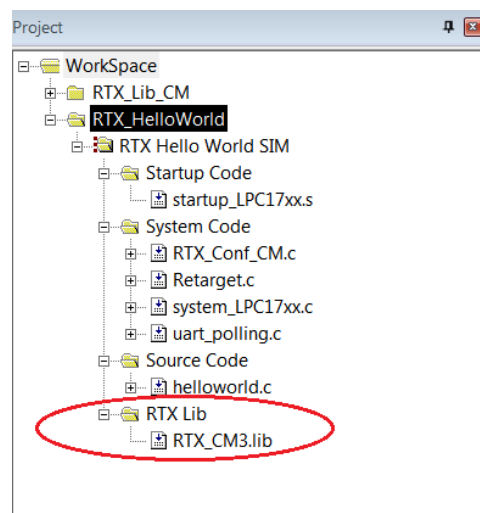 Project
WorkSpace
RTX_Lib_CM
RTX_HelloWorld
RTX Hello World SIM
Startup Code
startup_LPC17xx.s
System Code
RTX_Conf_CM.c
Retarget.c
system_LPC17xx.c
uart_polling.c
Source Code
helloworld.c
RTX Lib
RTX_CM3.lib